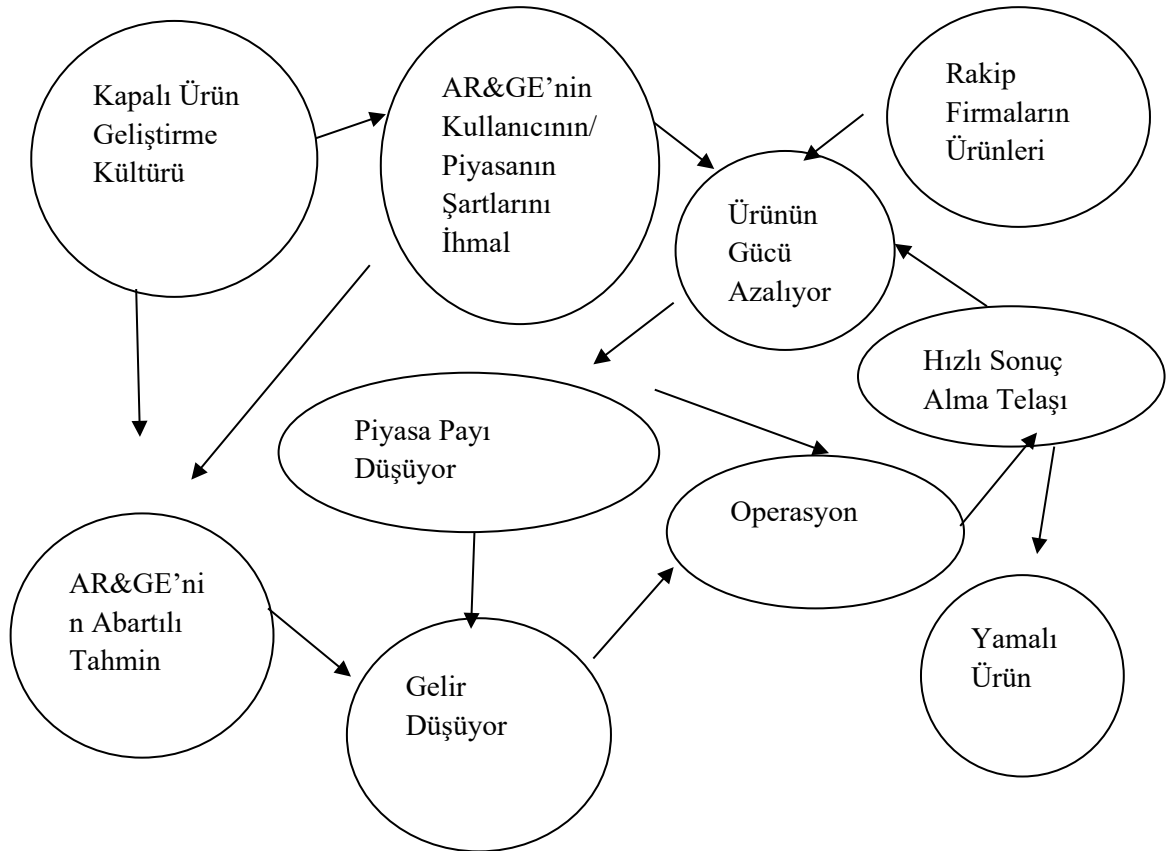 Kapalı Ürün
Geliştirme
Kültürü
AR&GE’nin
Kullanıcının/
Piyasanın
Şartlarını
İhmal
Rakip
Firmaların
Ürünleri
Ürünün
Gücü
Azalıyor
Hızlı Sonuç
Alma Telaşı
Piyasa Payı
Düşüyor
Operasyon
AR&GE’ni
n Abartılı
Tahmin
Gelir
Düşüyor
Yamalı
Ürün